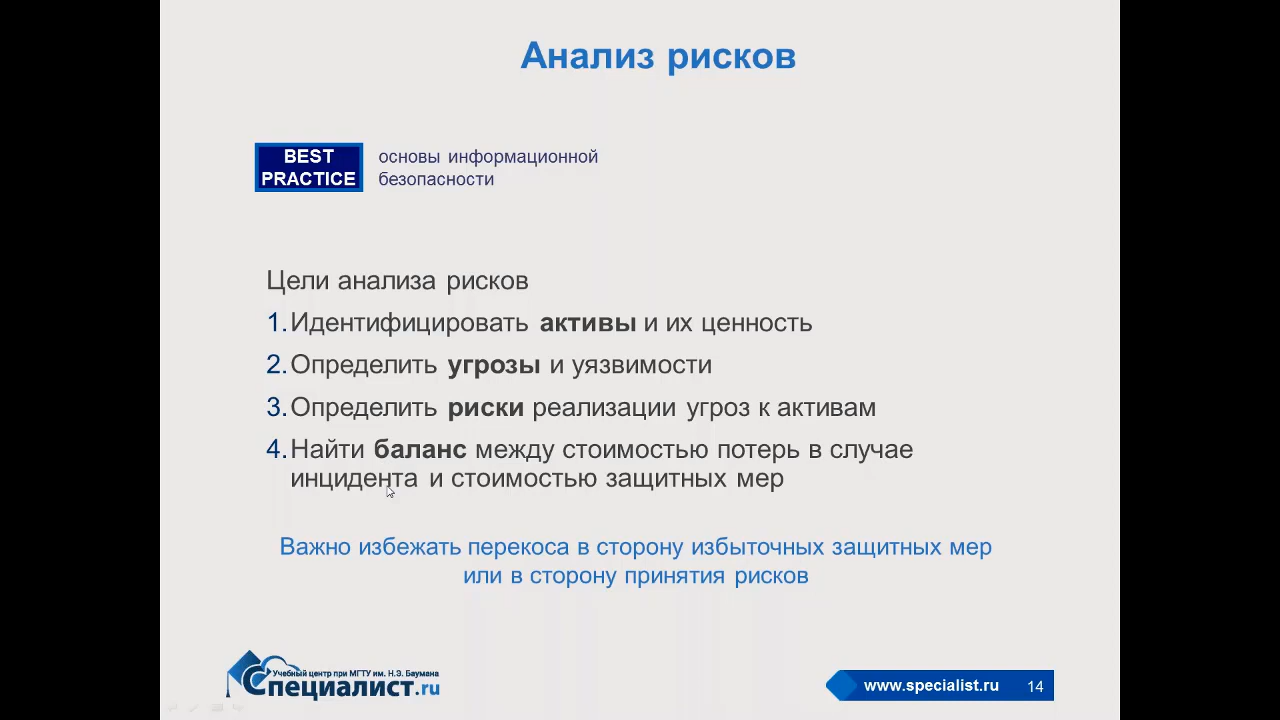 Анализ рисков
BEST
PRACTICE
основы информационной
безопасности
Цели анализа рисков
1. Идентифицировать активы и их ценность
2. Определить угрозы и уязвимости
3. Определить риски реализации угроз к активам
4. Найти баланс между стоимостью потерь в случае
инцидента и стоимостью защитных мер
Важно избежать перекоса в сторону избыточных защитных мер
или в сторону принятия рисков
Учебный центр при МГТУ им. Н.Э. Баумана
Специалист.ru
www.specialist.ru
14